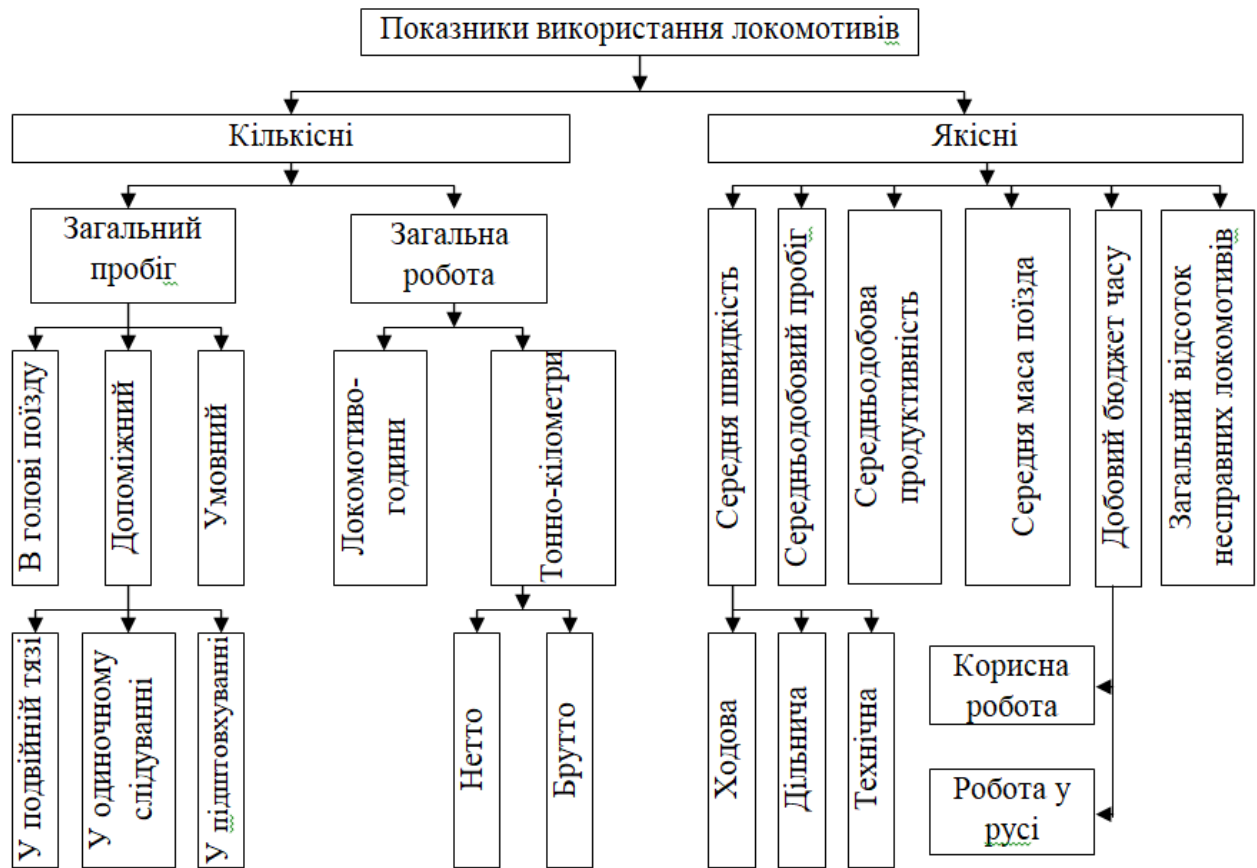 Показники використання локомотивів
Кількісні
Якісні
Загальний
пробіг
Загальна
робота
В голові поїзду
Допоміжний
Умовний
Локомотиво-
години
Тонно-кілометри
Середня швидкість
Середньодобовий пробіг
Середньодобова
продуктивність
Середня маса поїзда
Добовий бюджет часу
Загальний відсоток
несправних локомотивів
У подвійній тязі
У одиночному
слідуванні
У підштовхуванні
Нетто
Брутто
Ходова
Дільнича
Технічна
Корисна
робота
Робота у
русі